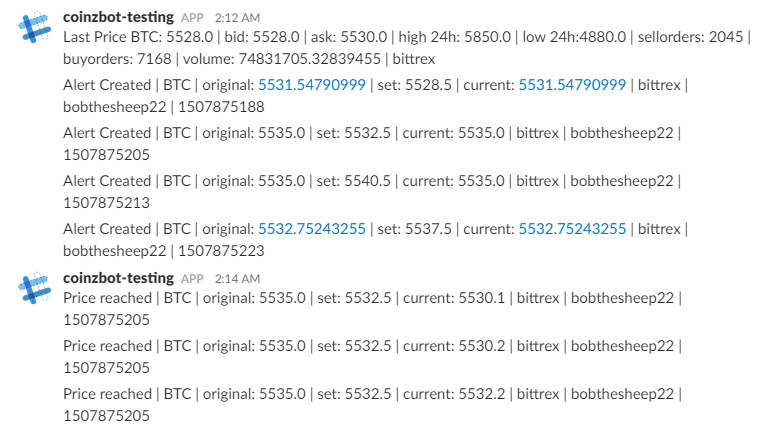 coinzbot-testing APP 2:12 AM
Last Price BTC: 5528.0 | bid: 5528.0 | ask: 5530.0 | high 24h: 5850.0 | low 24h:4880.0 | sellorders: 2045 |
buyorders: 7168 | volume: 74831705.32839455 | bittrex
Alert Created | BTC | original: 5531.54790999 | set: 5528.5 | current: 5531.54790999 | bittrex |
bobthesheep22 | 1507875188
Alert Created | BTC | original: 5535.0 | set: 5532.5 | current: 5535.0 | bittrex | bobthesheep22 |
1507875205
Alert Created | BTC | original: 5535.0 | set: 5540.5 | current: 5535.0 | bittrex | bobthesheep22 |
1507875213
Alert Created | BTC | original: 5532.75243255 | set: 5537.5 | current: 5532.75243255 | bittrex |
bobthesheep22 | 1507875223
coinzbot-testing APP 2:14 AM
Price reached | BTC | original: 5535.0 | set: 5532.5 | current: 5530.1 | bittrex | bobthesheep22 |
1507875205
Price reached | BTC | original: 5535.0 | set: 5532.5 | current: 5530.2 | bittrex | bobthesheep22 |
1507875205
Price reached | BTC | original: 5535.0 | set: 5532.5 | current: 5532.2 | bittrex | bobthesheep22 |
1507875205